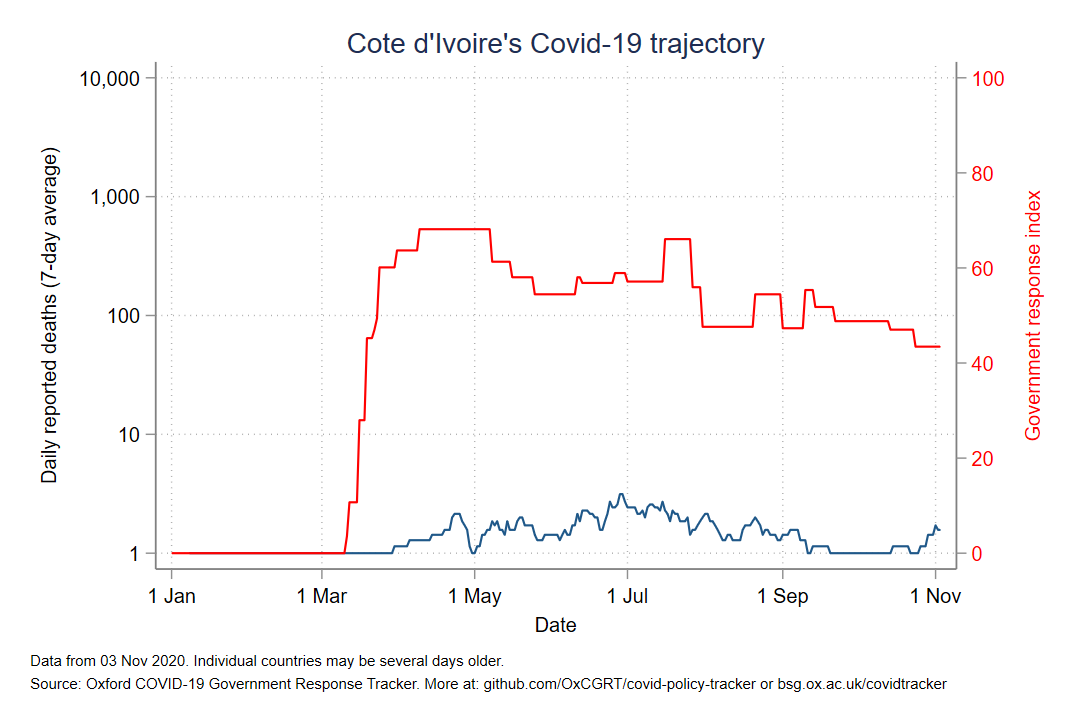 Cote d'Ivoire's Covid-19 trajectory
Daily reported deaths (7-day average)
10,000
1,000
100
10
1
100
80
60
40
20
0
Government response index
1 Jan 1 Mar 1 May 1 Jul 1 Sep 1 Nov
Date
Data from 03 Nov 2020. Individual countries may be several days older.
Source: Oxford COVID-19 Government Response Tracker. More at: github.com/OxCGRT/covid-policy-tracker or bsg.ox.ac.uk/covidtracker